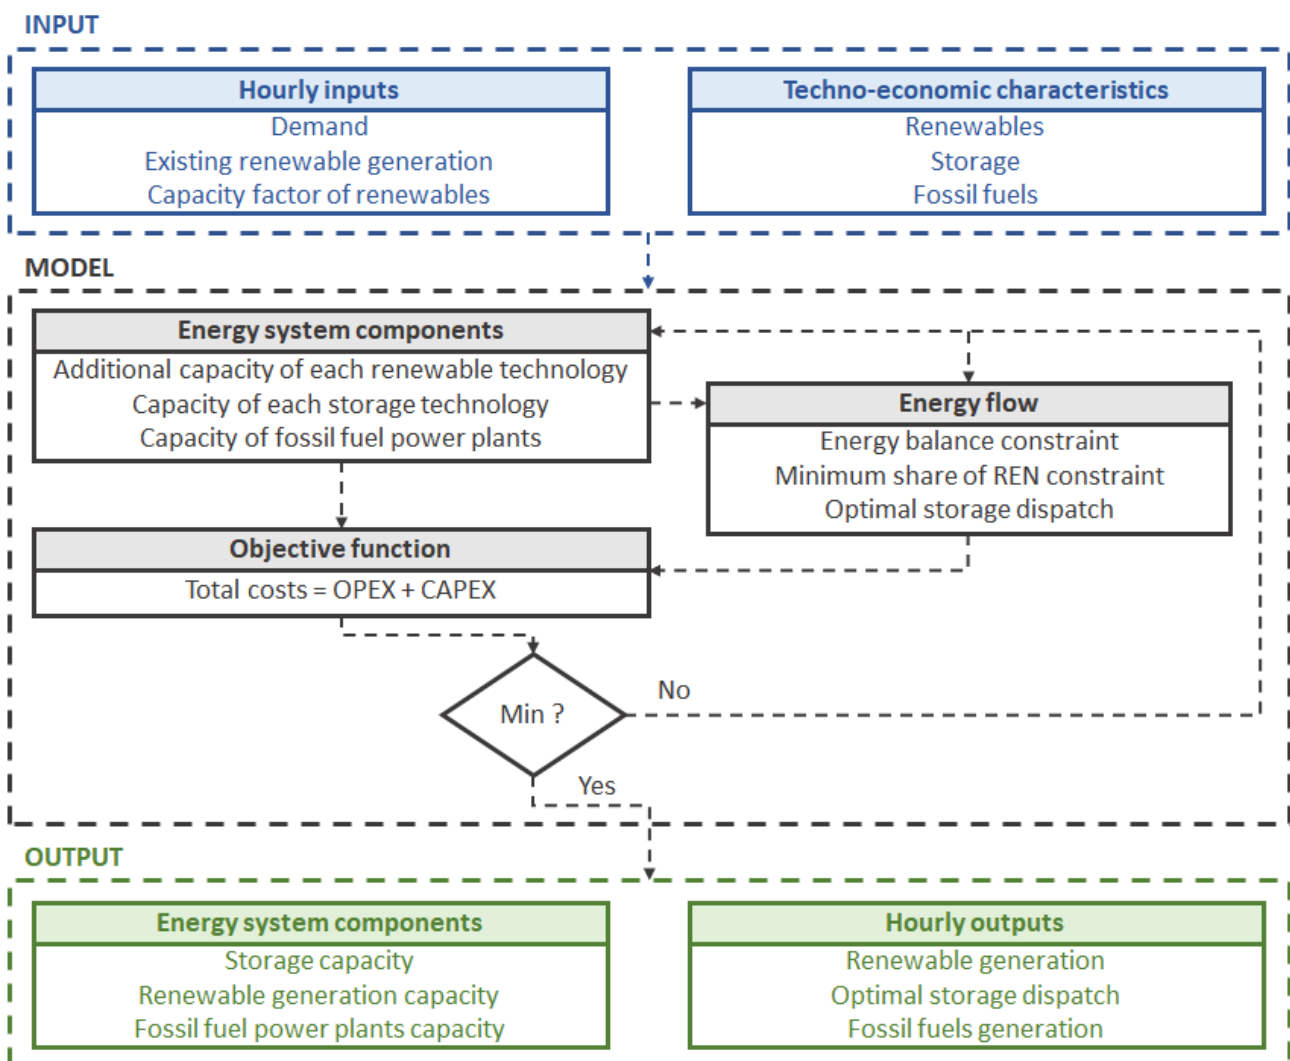 INPUT
Hourly inputs
Demand
Existing renewable generation
Capacity factor of renewables
Techno-economic characteristics
Renewables
Storage
Fossil fuels
MODEL
Energy system components
Additional capacity of each renewable technology
Capacity of each storage technology
Capacity of fossil fuel power plants
Energy flow
Energy balance constraint
Minimum share of REN constraint
Optimal storage dispatch
Objective function
Total costs = OPEX + CAPEX
Min ?
No
Yes
OUTPUT
Energy system components
Storage capacity
Renewable generation capacity
Fossil fuel power plants capacity
Hourly outputs
Renewable generation
Optimal storage dispatch
Fossil fuels generation